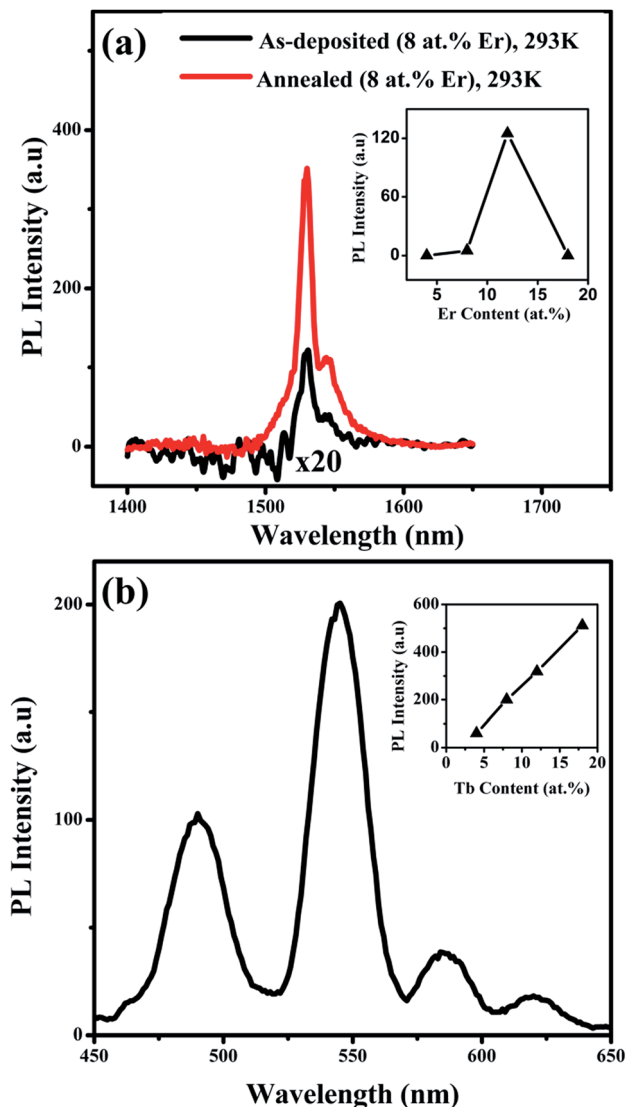 (a)
As-deposited (8 at.% Er), 293K
Annealed (8 at.% Er), 293K
PL Intensity (a.u)
400
200
0
x20
1400 1500 1600 1700
Wavelength (nm)
PL Intensity (a.u)
120
60
0
5 10 15 20
Er Content (at.%)
(b)
PL Intensity (a.u)
200
100
0
450 500 550 600 650
Wavelength (nm)
PL Intensity (a.u)
600
400
200
0
0 5 10 15 20
Tb Content (at.%)